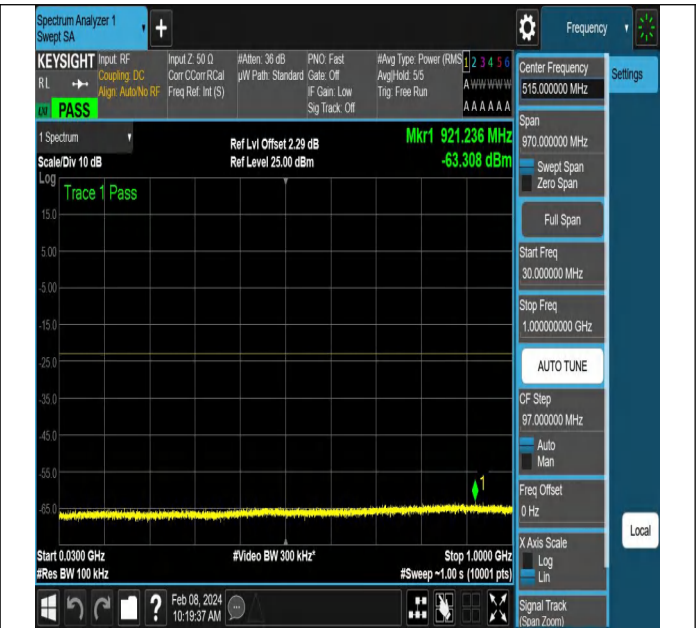 Spectrum Analyzer 1
Swept SA
+
Frequency
KEYSIGHT
RL
PASS
Input: RF
Coupling: DC
Align: Auto/No RF
Input Z: 50 Ω
Corr CCorr RCal
Freq Ref: Int (S)
#Atten: 36 dB
µW Path: Standard
PNO: Fast
Gate: Off
IF Gain: Low
Sig Track: Off
#Avg Type: Power (RMS
Avg|Hold: 5/5
Trig: Free Run
1 2 3 4 5 6
A W W W W W
A A A A A A
1 Spectrum
Scale/Div 10 dB
Ref Lvl Offset 2.29 dB
Ref Level 25.00 dBm
Mkr1 921.236 MHz
-63.308 dBm
Log
Trace 1 Pass
15.0
5.00
-5.00
-15.0
-25.0
-35.0
-45.0
-55.0
-65.0
1
Start 0.0300 GHz
#Res BW 100 kHz
#Video BW 300 kHz*
Stop 1.0000 GHz
#Sweep ~1.00 s (10001 pts)
?
Feb 08, 2024
10:19:37 AM
Center Frequency
515.000000 MHz
Settings
Span
970.000000 MHz
Swept Span
Zero Span
Full Span
Start Freq
30.000000 MHz
Stop Freq
1.000000000 GHz
AUTO TUNE
CF Step
97.000000 MHz
Auto
Man
Freq Offset
0 Hz
X Axis Scale
Log
Lin
Local
Signal Track
(Span Zoom)